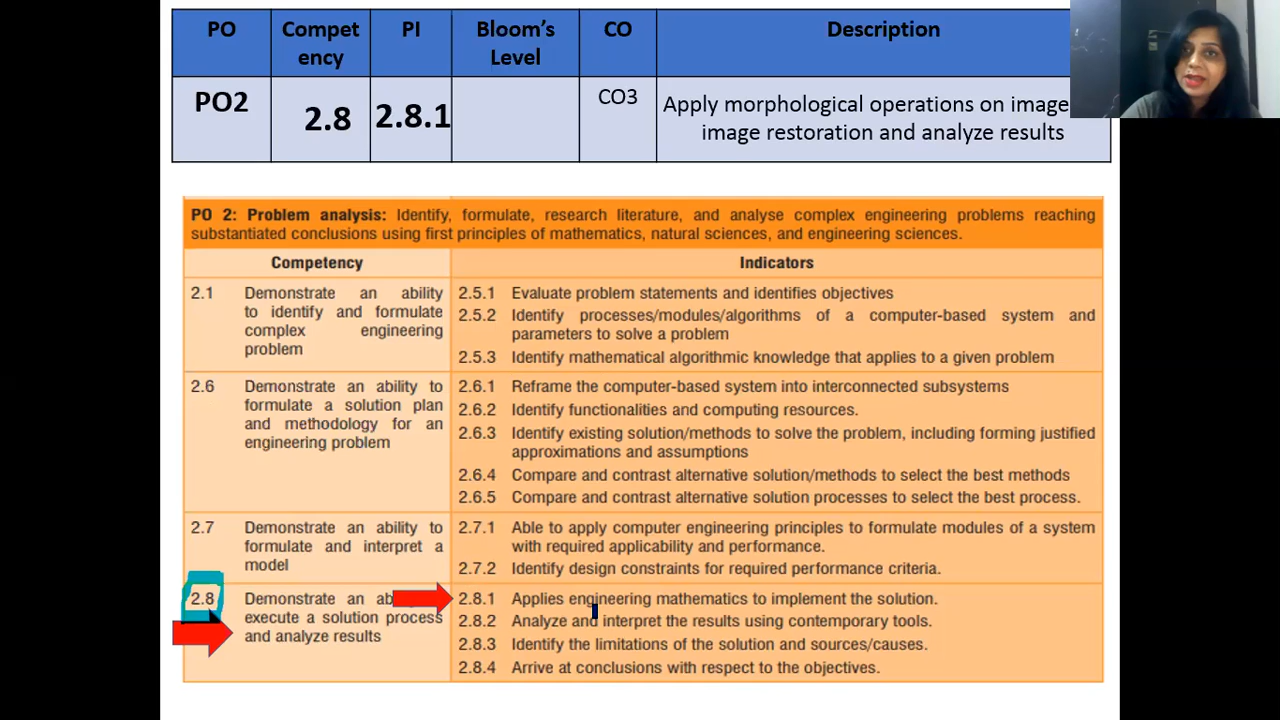 PO
Compet
ency
PI
Bloom's
Level
CO
Description
PO2
2.8
2.8.1
CO3
Apply morphological operations on image
image restoration and analyze results
PO 2: Problem analysis: Identify, formulate, research literature, and analyse complex engineering problems reaching
substantiated conclusions using first principles of mathematics, natural sciences, and engineering sciences.
Competency
Indicators
2.1 Demonstrate an ability
to identify and formulate
complex engineering
problem
2.5.1 Evaluate problem statements and identifies objectives
2.5.2 Identify processes/modules/algorithms of a computer-based system and
parameters to solve a problem
2.5.3 Identify mathematical algorithmic knowledge that applies to a given problem
2.6 Demonstrate an ability to
formulate a solution plan
and methodology for an
engineering problem
2.6.1 Reframe the computer-based system into interconnected subsystems
2.6.2 Identify functionalities and computing resources.
2.6.3 Identify existing solution/methods to solve the problem, including forming justified
approximations and assumptions
2.6.4 Compare and contrast alternative solution/methods to select the best methods
2.6.5 Compare and contrast alternative solution processes to select the best process.
2.7 Demonstrate an ability to
formulate and interpret a
model
2.7.1 Able to apply computer engineering principles to formulate modules of a system
with required applicability and performance.
2.7.2 Identify design constraints for required performance criteria.
2.8 Demonstrate an
execute a solution process
and analyze results
2.8.1 Applies engineering mathematics to implement the solution.
2.8.2 Analyze and interpret the results using contemporary tools.
2.8.3 Identify the limitations of the solution and sources/causes.
2.8.4 Arrive at conclusions with respect to the objectives.